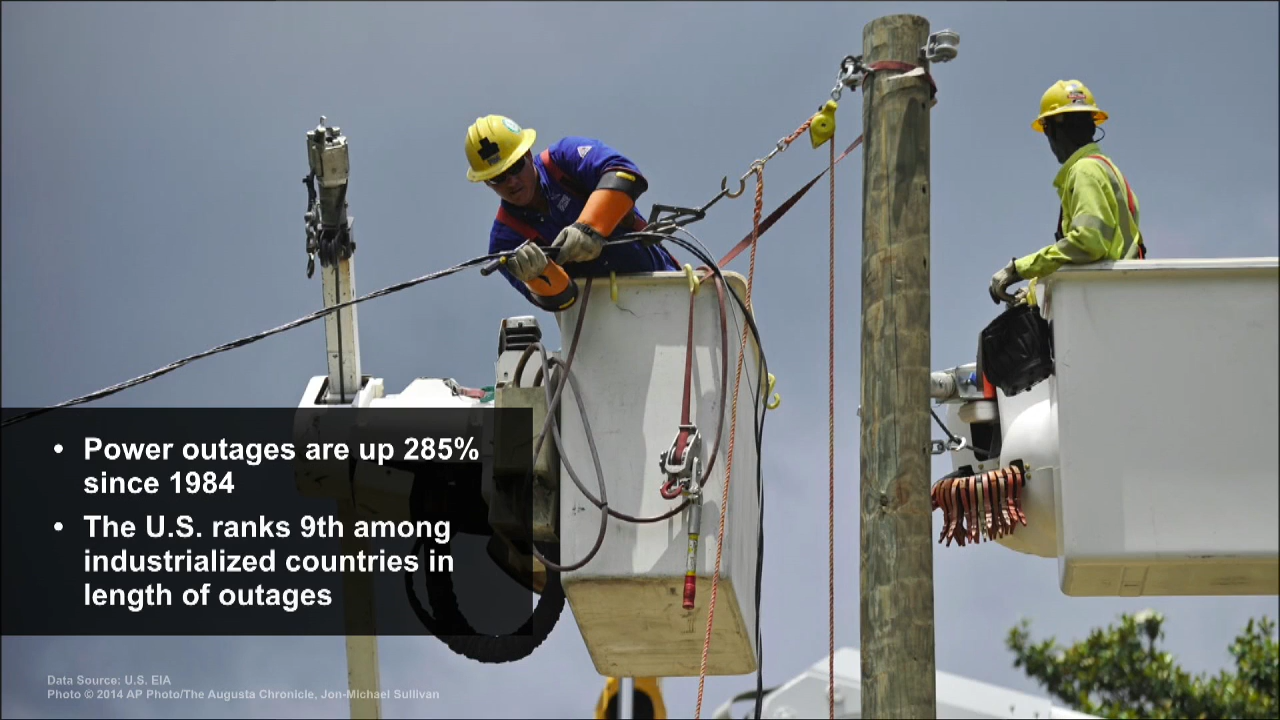 • Power outages are up 285%
since 1984
• The U.S. ranks 9th among
industrialized countries in
length of outages
Data Source: U.S. EIA
Photo © 2014 AP Photo/The Augusta Chronicle, Jon-Michael Sullivan